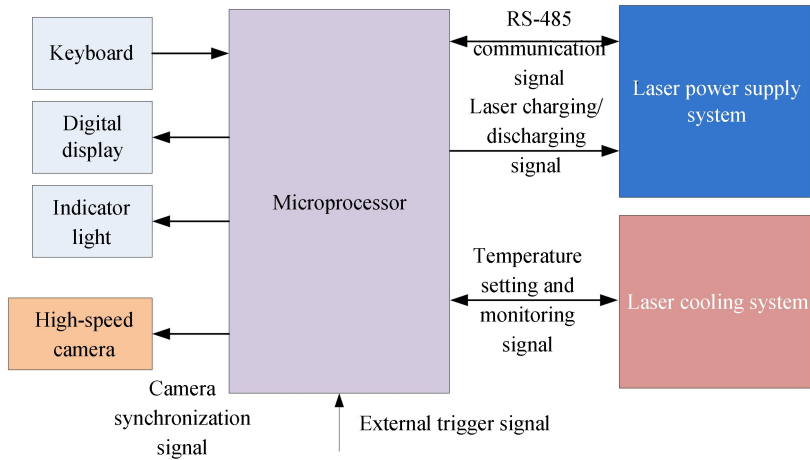 Keyboard
Digital
display
Indicator
light
High-speed
camera
Camera
synchronization
signal
Microprocessor
External trigger signal
RS-485
communication
signal
Laser charging/
discharging
signal
Temperature
setting and
monitoring
signal
Laser power supply
system
Laser cooling system